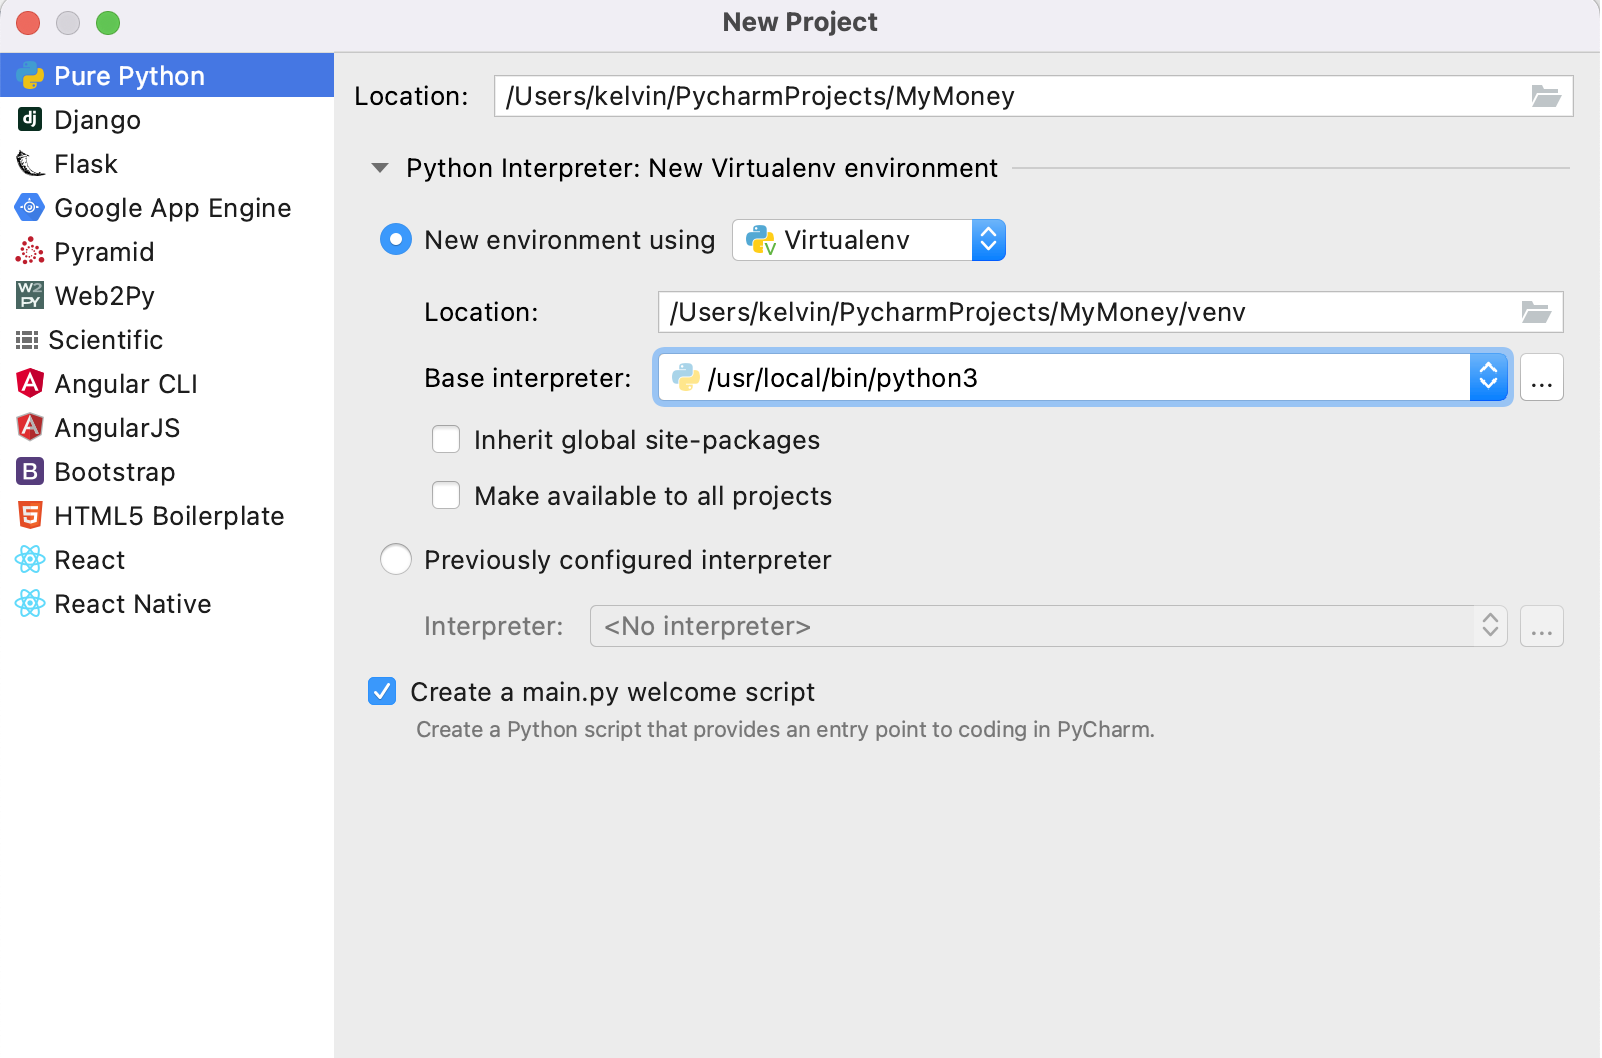 New Project
Pure Python
dj Django
Flask
Google App Engine
Pyramid
W2PY Web2Py
Scientific
A Angular CLI
A AngularJS
B Bootstrap
5 HTML5 Boilerplate
React
React Native
Location: /Users/kelvin/PycharmProjects/MyMoney
Python Interpreter: New Virtualenv environment
New environment using V Virtualenv
Location: /Users/kelvin/PycharmProjects/MyMoney/venv
Base interpreter: /usr/local/bin/python3 ...
Inherit global site-packages
Make available to all projects
Previously configured interpreter
Interpreter: <No interpreter> ...
Create a main.py welcome script
Create a Python script that provides an entry point to coding in PyCharm.